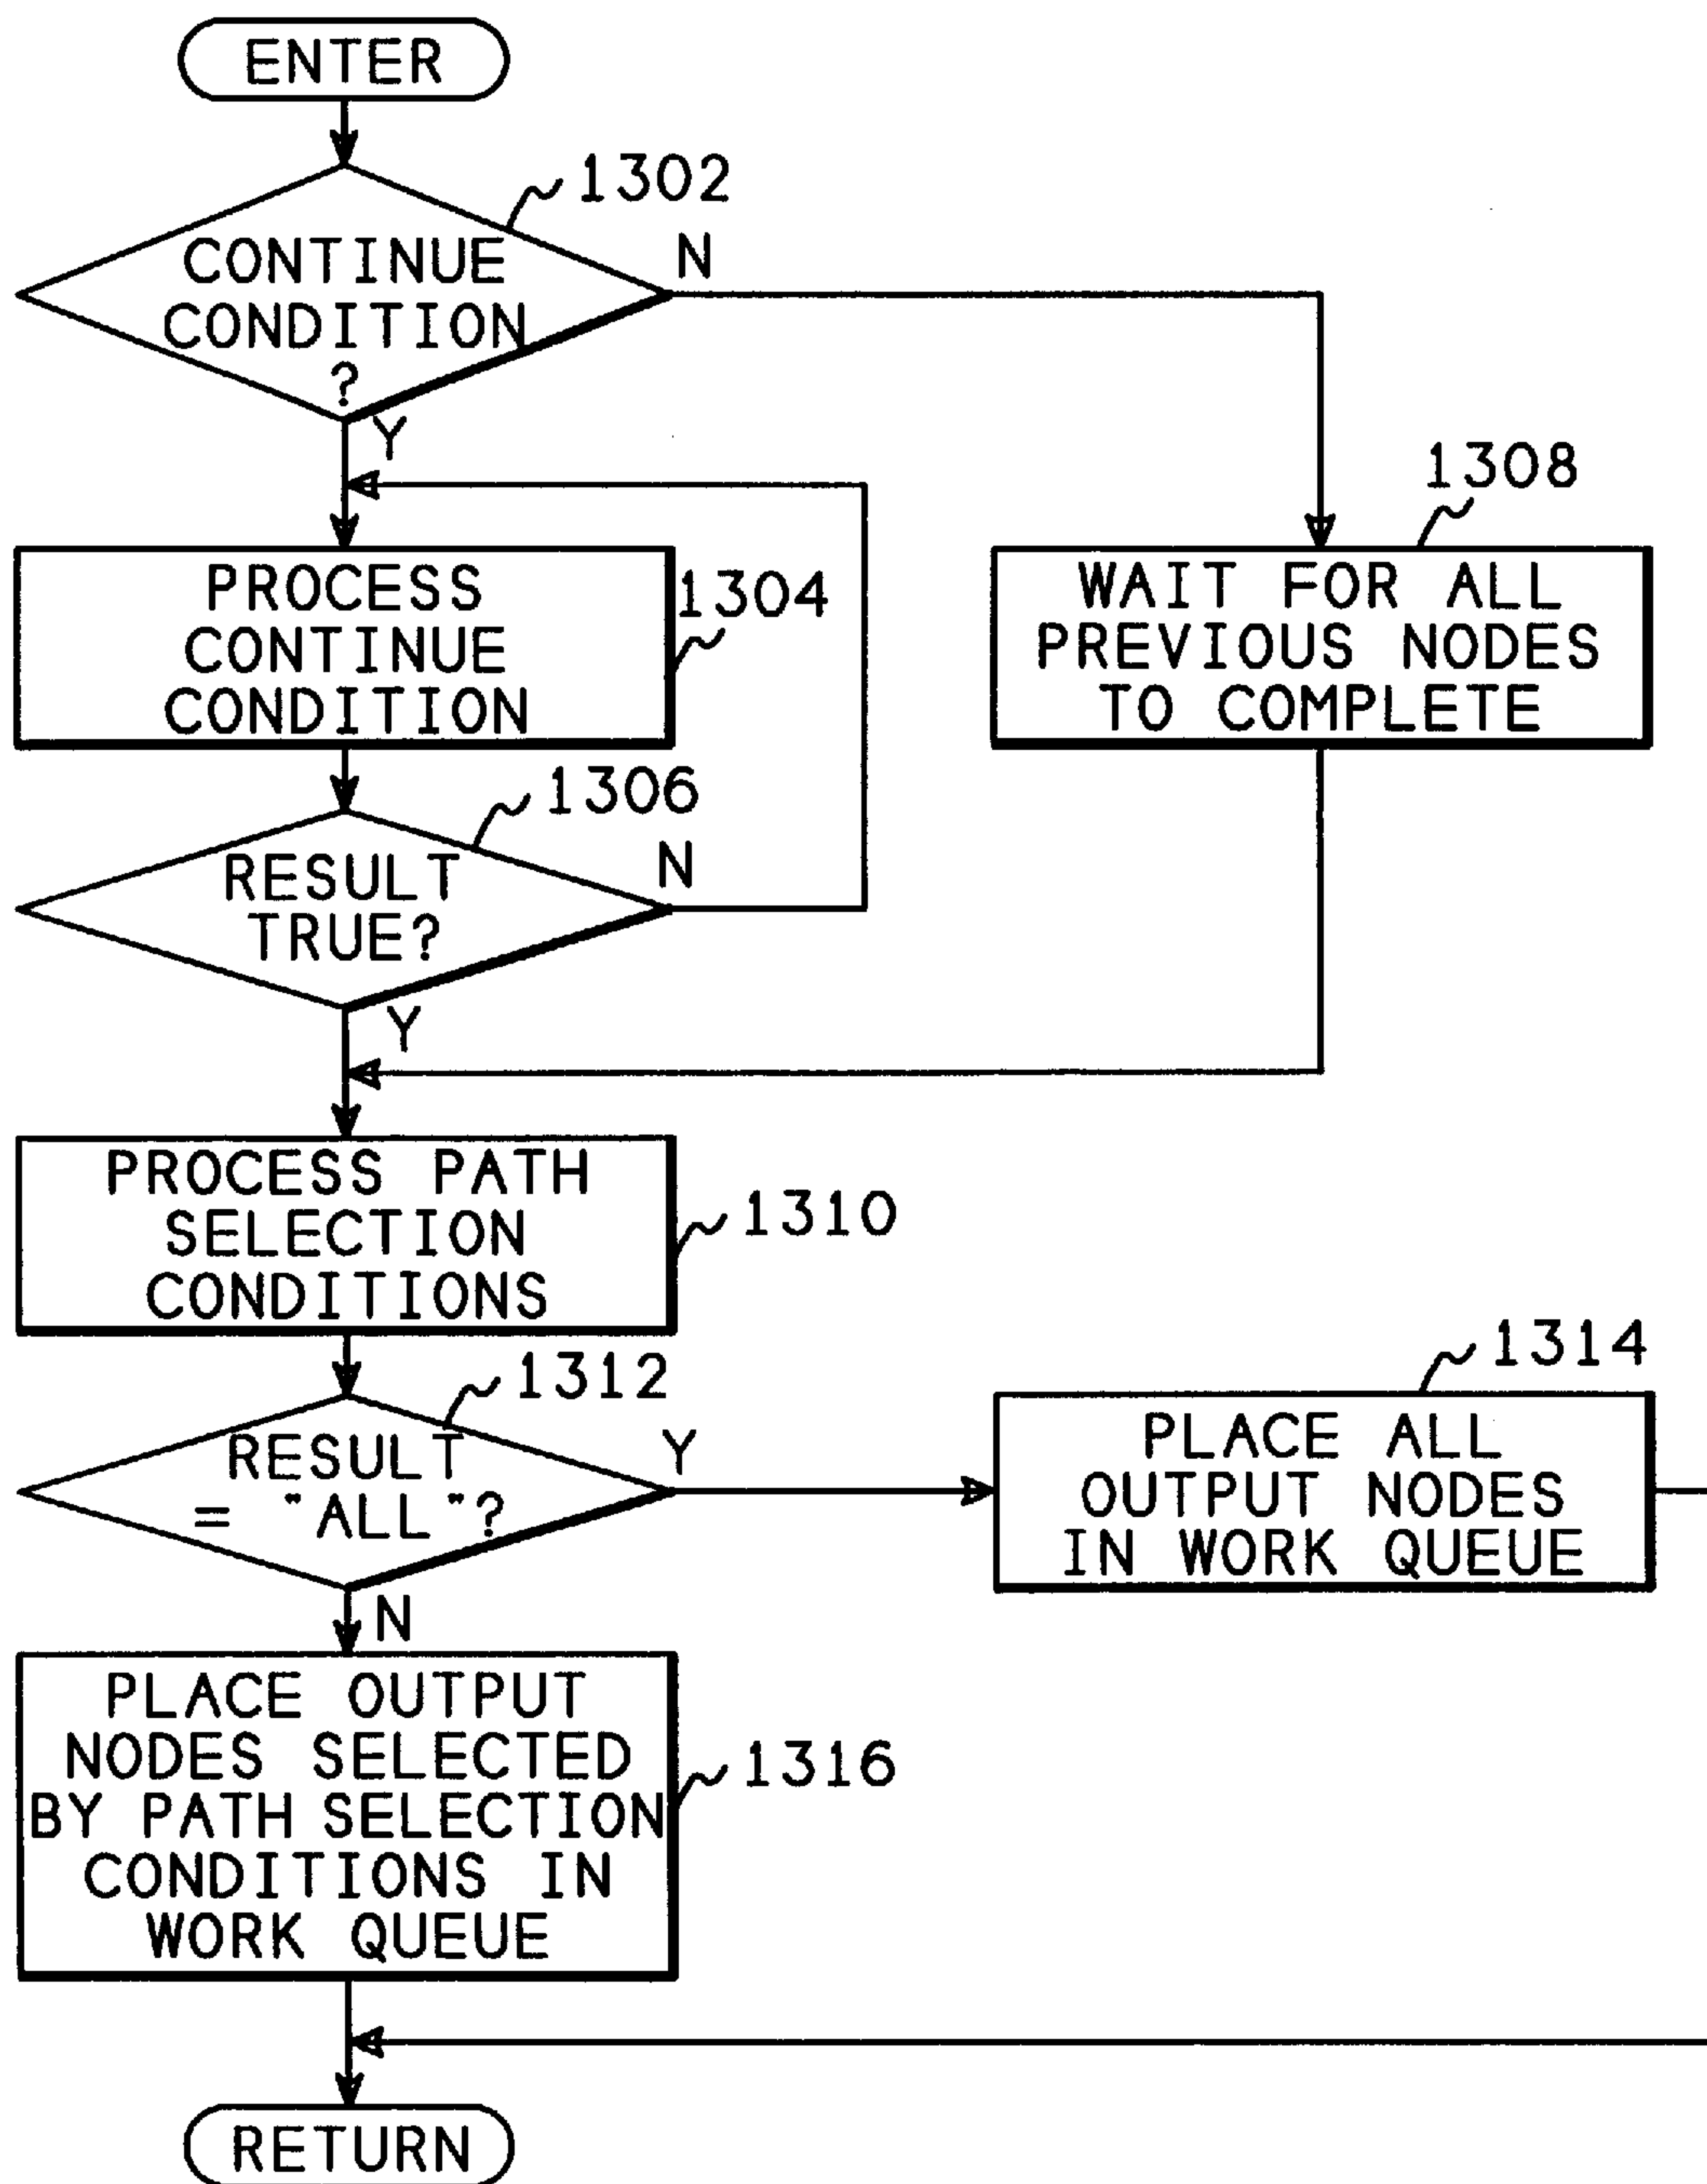 ENTER
1302
CONTINUE
CONDITION
?
N
Y
1308
PROCESS
CONTINUE
CONDITION
1304
WAIT FOR ALL
PREVIOUS NODES
TO COMPLETE
1306
RESULT
TRUE?
N
Y
PROCESS PATH
SELECTION
CONDITIONS
1310
1312
RESULT
= "ALL"?
Y
N
1314
PLACE ALL
OUTPUT NODES
IN WORK QUEUE
PLACE OUTPUT
NODES SELECTED
BY PATH SELECTION
CONDITIONS IN
WORK QUEUE
1316
RETURN